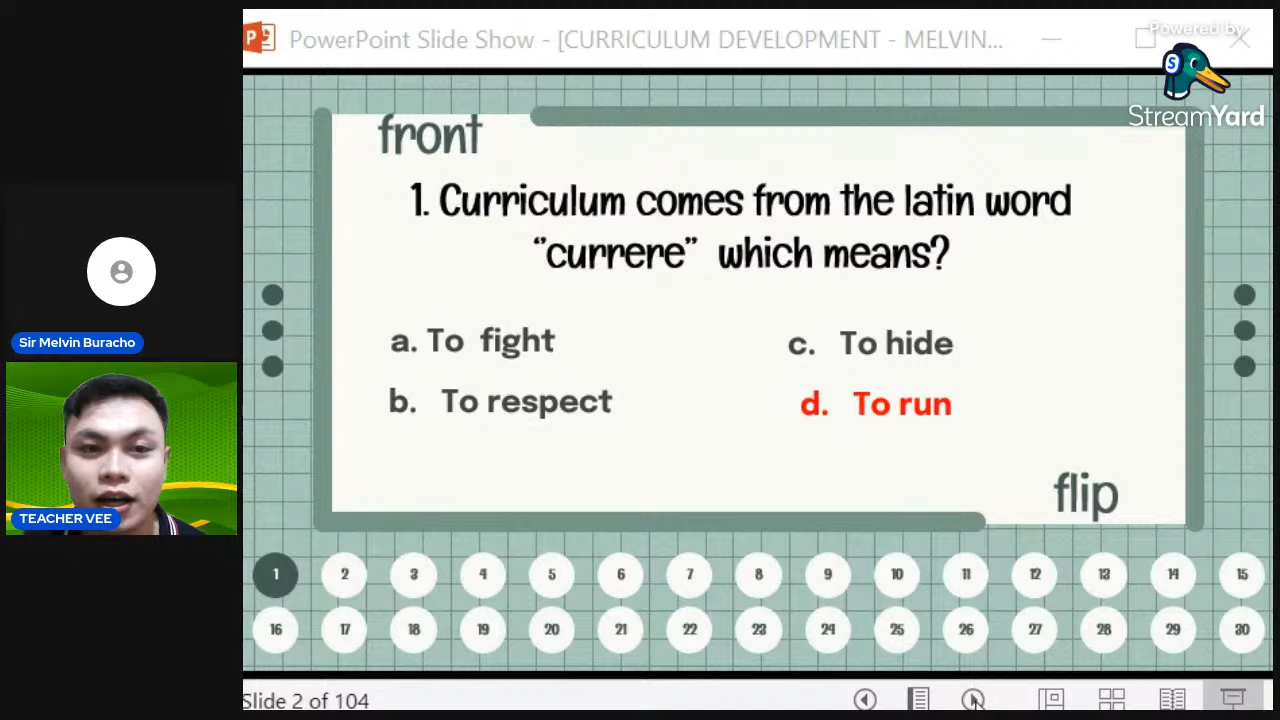 PowerPoint Slide Show - [CURRICULUM DEVELOPMENT - MELVIN...
Powered by
StreamYard
front
1. Curriculum comes from the latin word
“currere” which means?
a. To fight
c. To hide
b. To respect
d. To run
flip
Sir Melvin Buracho
TEACHER VEE
1 2 3 4 5 6 7 8 9 10 11 12 13 14 15
16 17 18 19 20 21 22 23 24 25 26 27 28 29 30
Slide 2 of 104